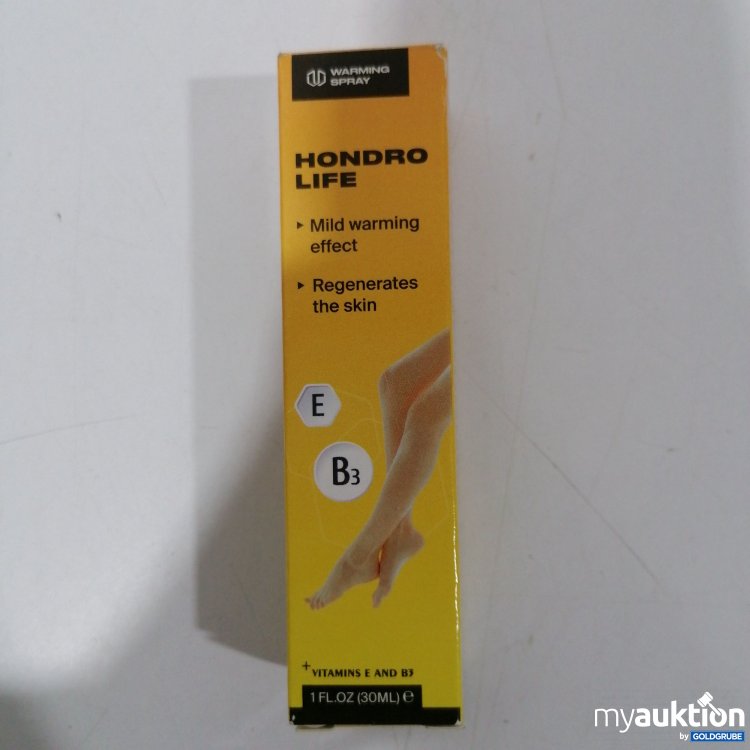 WARMING
SPRAY
HONDRO
LIFE
▸ Mild warming
effect
▸ Regenerates
the skin
E
B3
+ VITAMINS E AND B3
1 FL.OZ (30ML) ℮
myauktion
by GOLDGRUBE